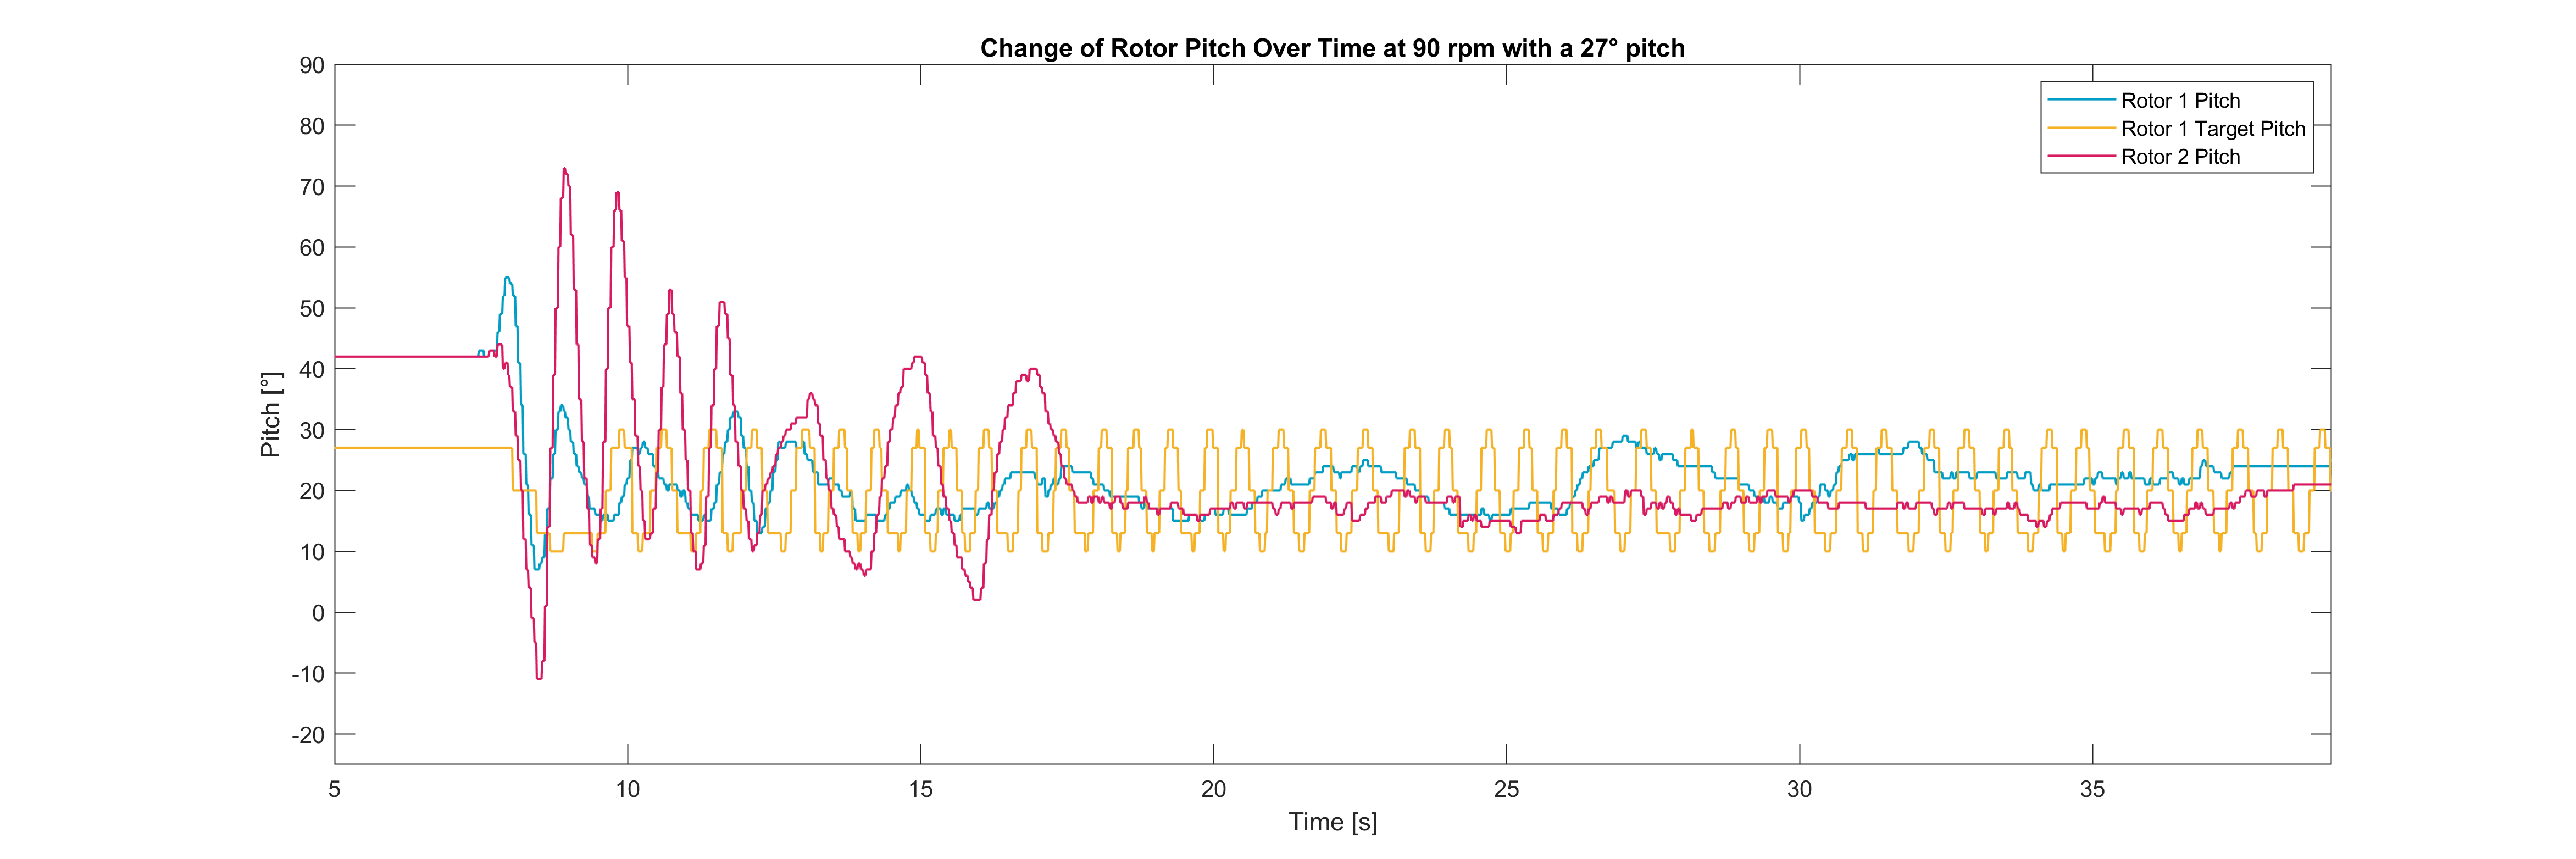 Change of Rotor Pitch Over Time at 90 rpm with a 27° pitch
90
80
70
60
50
40
30
20
10
0
-10
-20
Pitch [°]
Rotor 1 Pitch
Rotor 1 Target Pitch
Rotor 2 Pitch
5 10 15 20 25 30 35
Time [s]